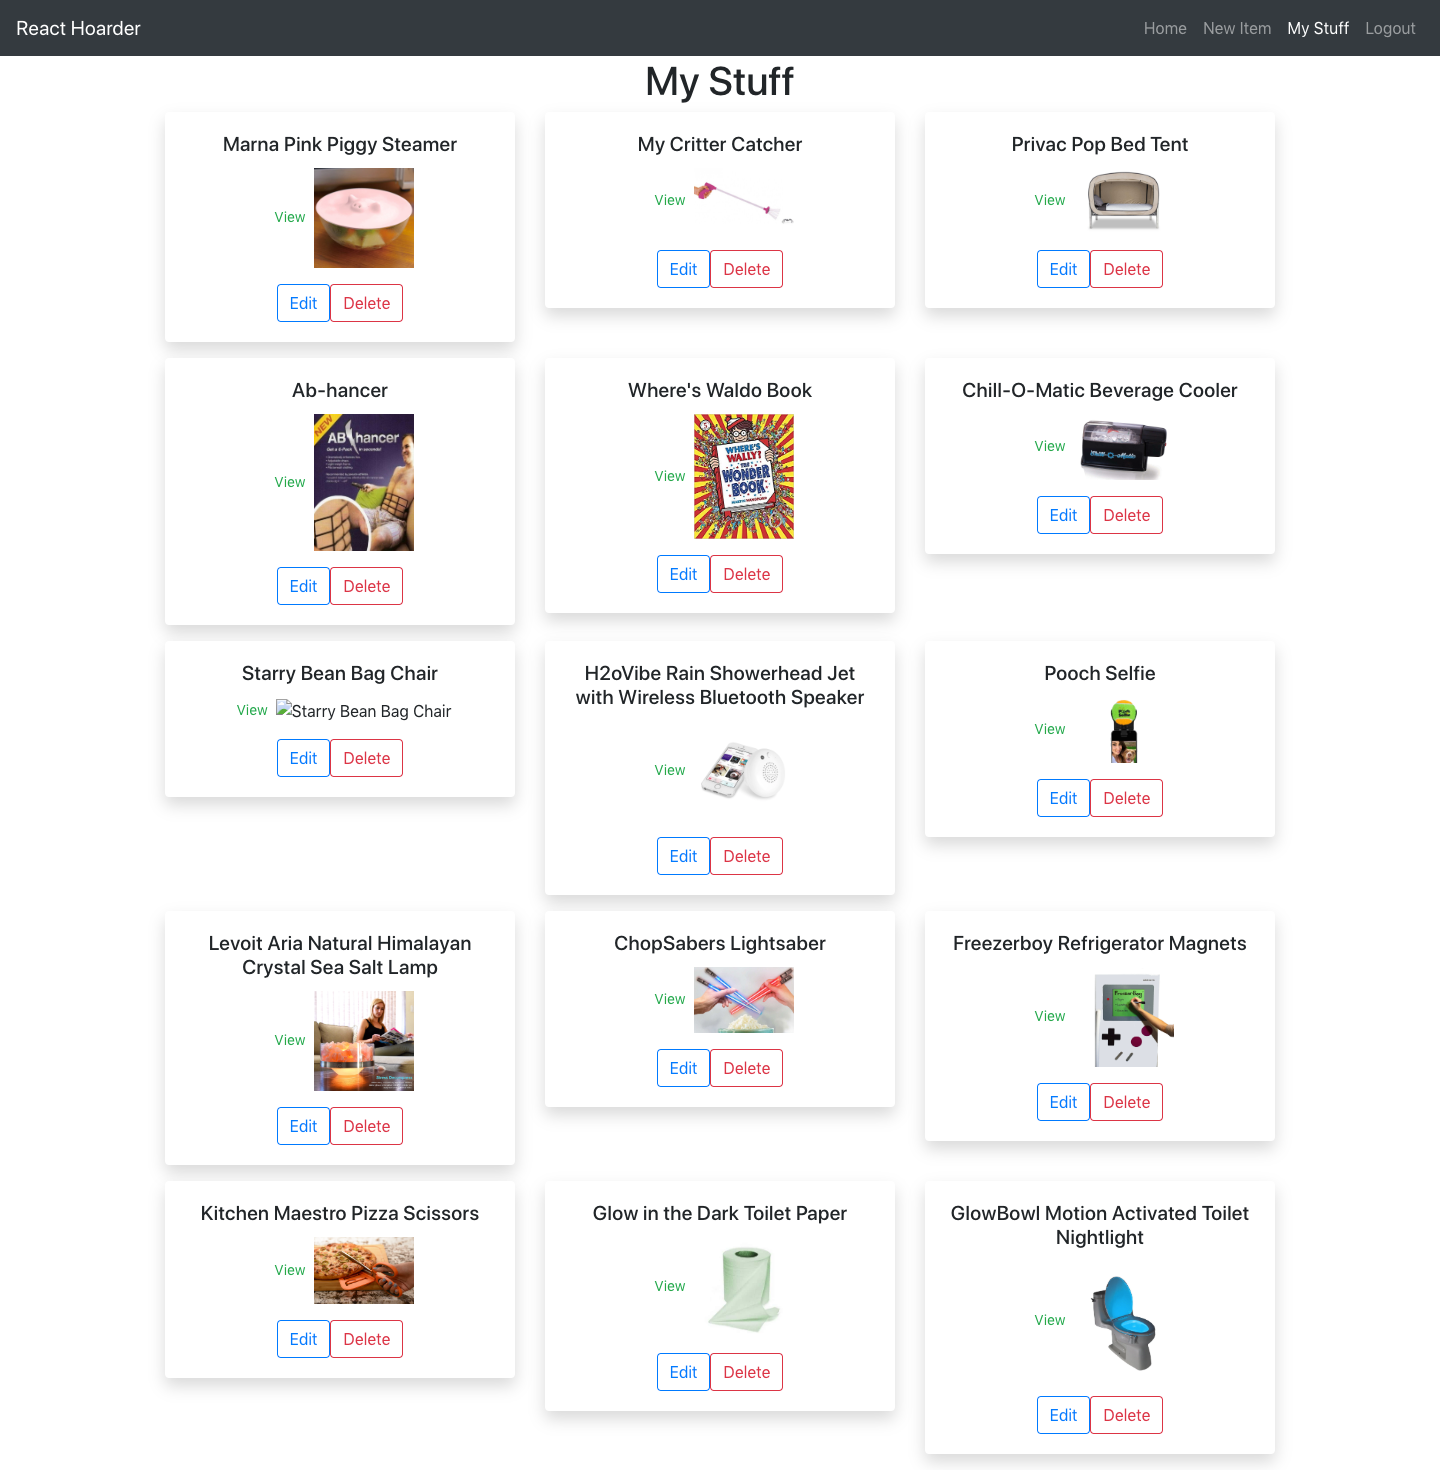 React Hoarder
Home New Item My Stuff Logout
My Stuff
Marna Pink Piggy Steamer
View
Edit Delete
My Critter Catcher
View
Edit Delete
Privac Pop Bed Tent
View
Edit Delete
Ab-hancer
View
NEW
AB hancer
Edit Delete
Where's Waldo Book
View
WHERE'S
WALLY?
THE
WONDER
BOOK
Edit Delete
Chill-O-Matic Beverage Cooler
View
Edit Delete
Starry Bean Bag Chair
View Starry Bean Bag Chair
Edit Delete
H2oVibe Rain Showerhead Jet
with Wireless Bluetooth Speaker
View
Edit Delete
Pooch Selfie
View
Edit Delete
Levoit Aria Natural Himalayan
Crystal Sea Salt Lamp
View
Edit Delete
ChopSabers Lightsaber
View
Edit Delete
Freezerboy Refrigerator Magnets
View
Edit Delete
Kitchen Maestro Pizza Scissors
View
Edit Delete
Glow in the Dark Toilet Paper
View
Edit Delete
GlowBowl Motion Activated Toilet
Nightlight
View
Edit Delete